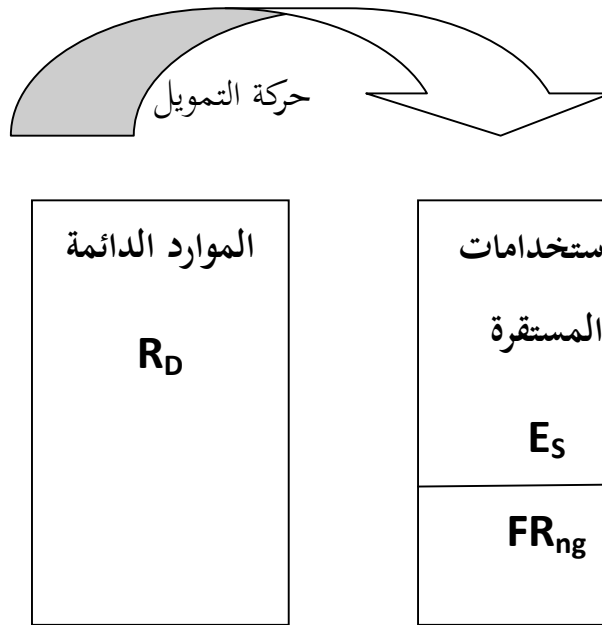 حركة التمويل
الموارد الدائمة
R_D
ستخدامات
المستقرة
E_S
FR_ng